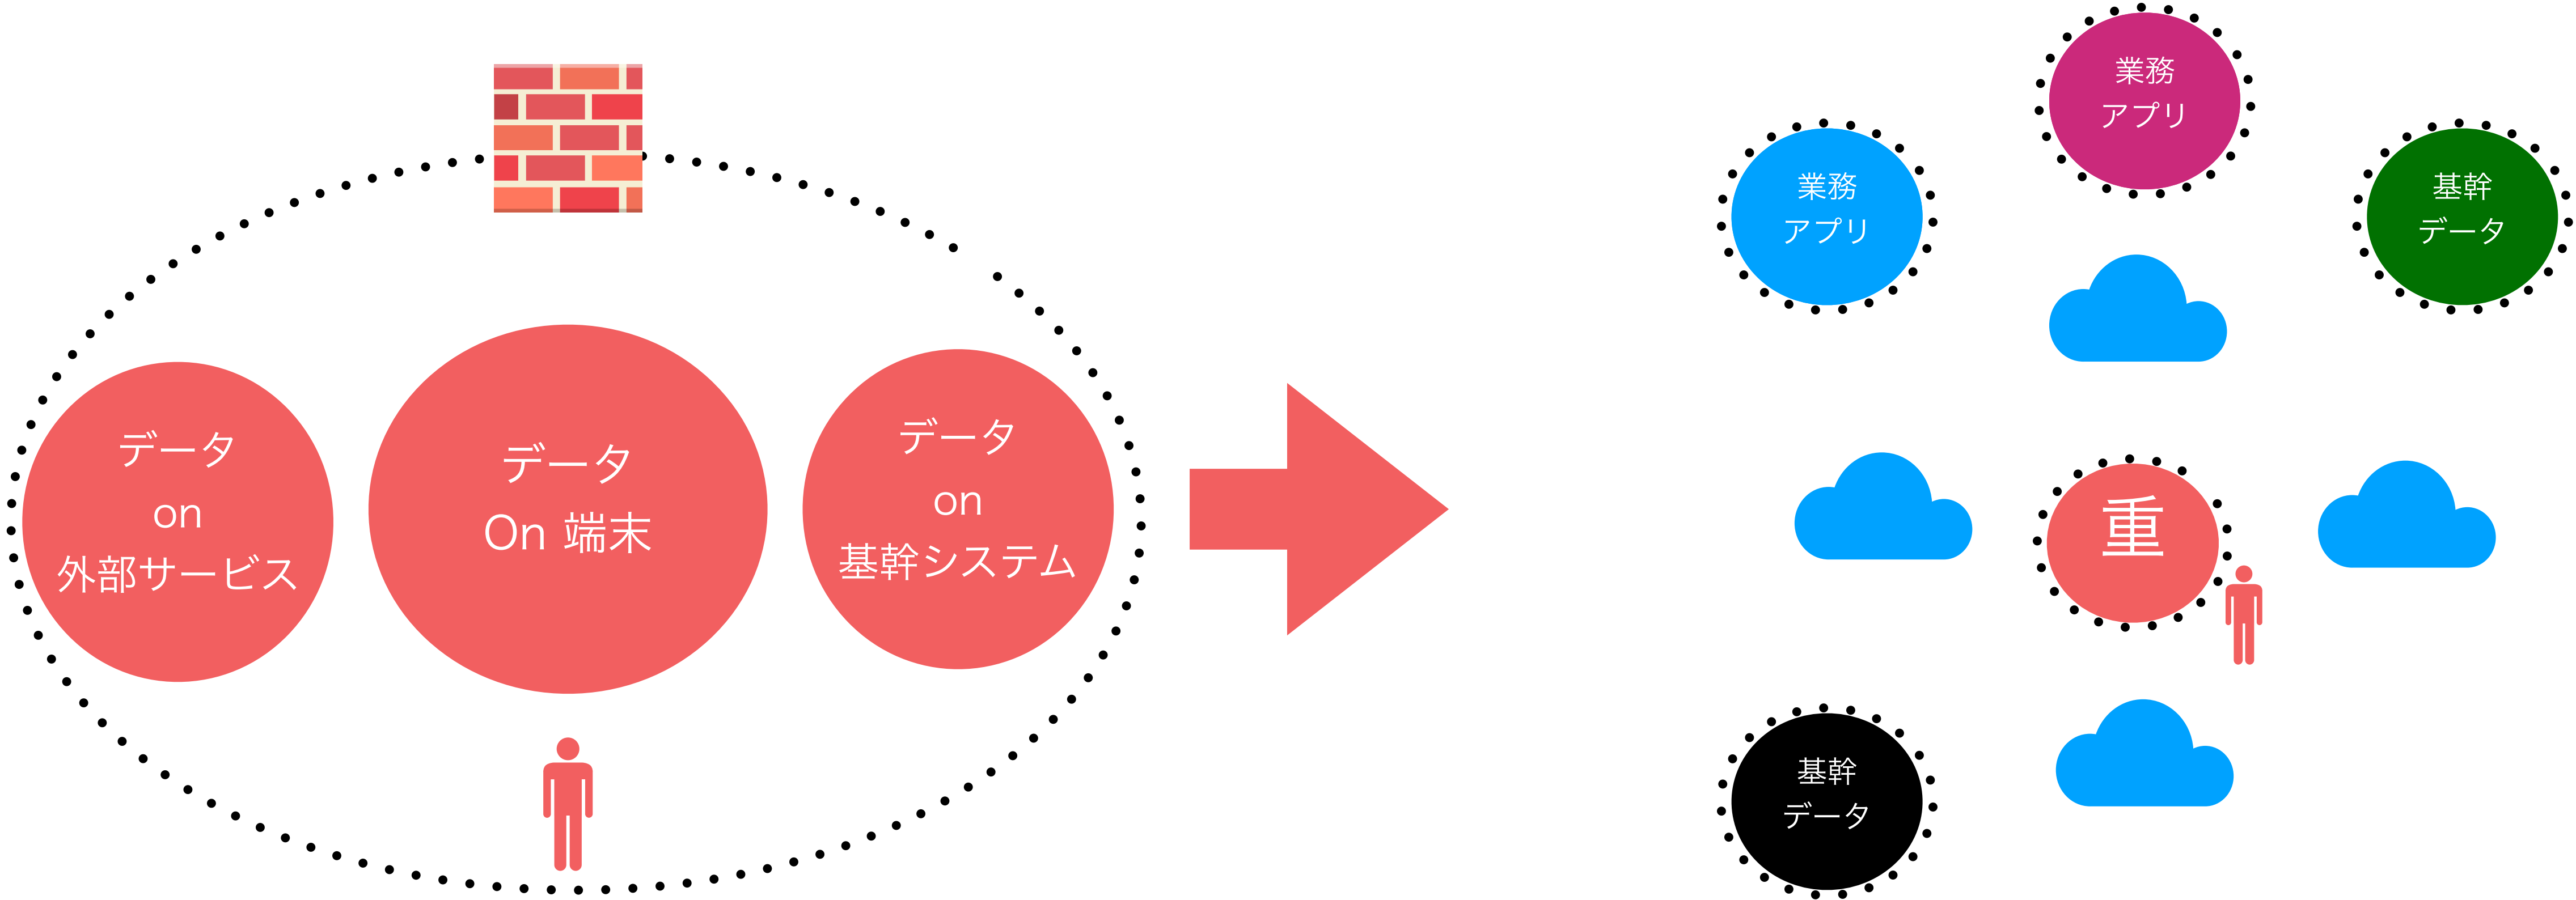 データ
on
外部サービス
データ
On 端末
データ
on
基幹システム
業務
アプリ
業務
アプリ
基幹
データ
重
基幹
データ